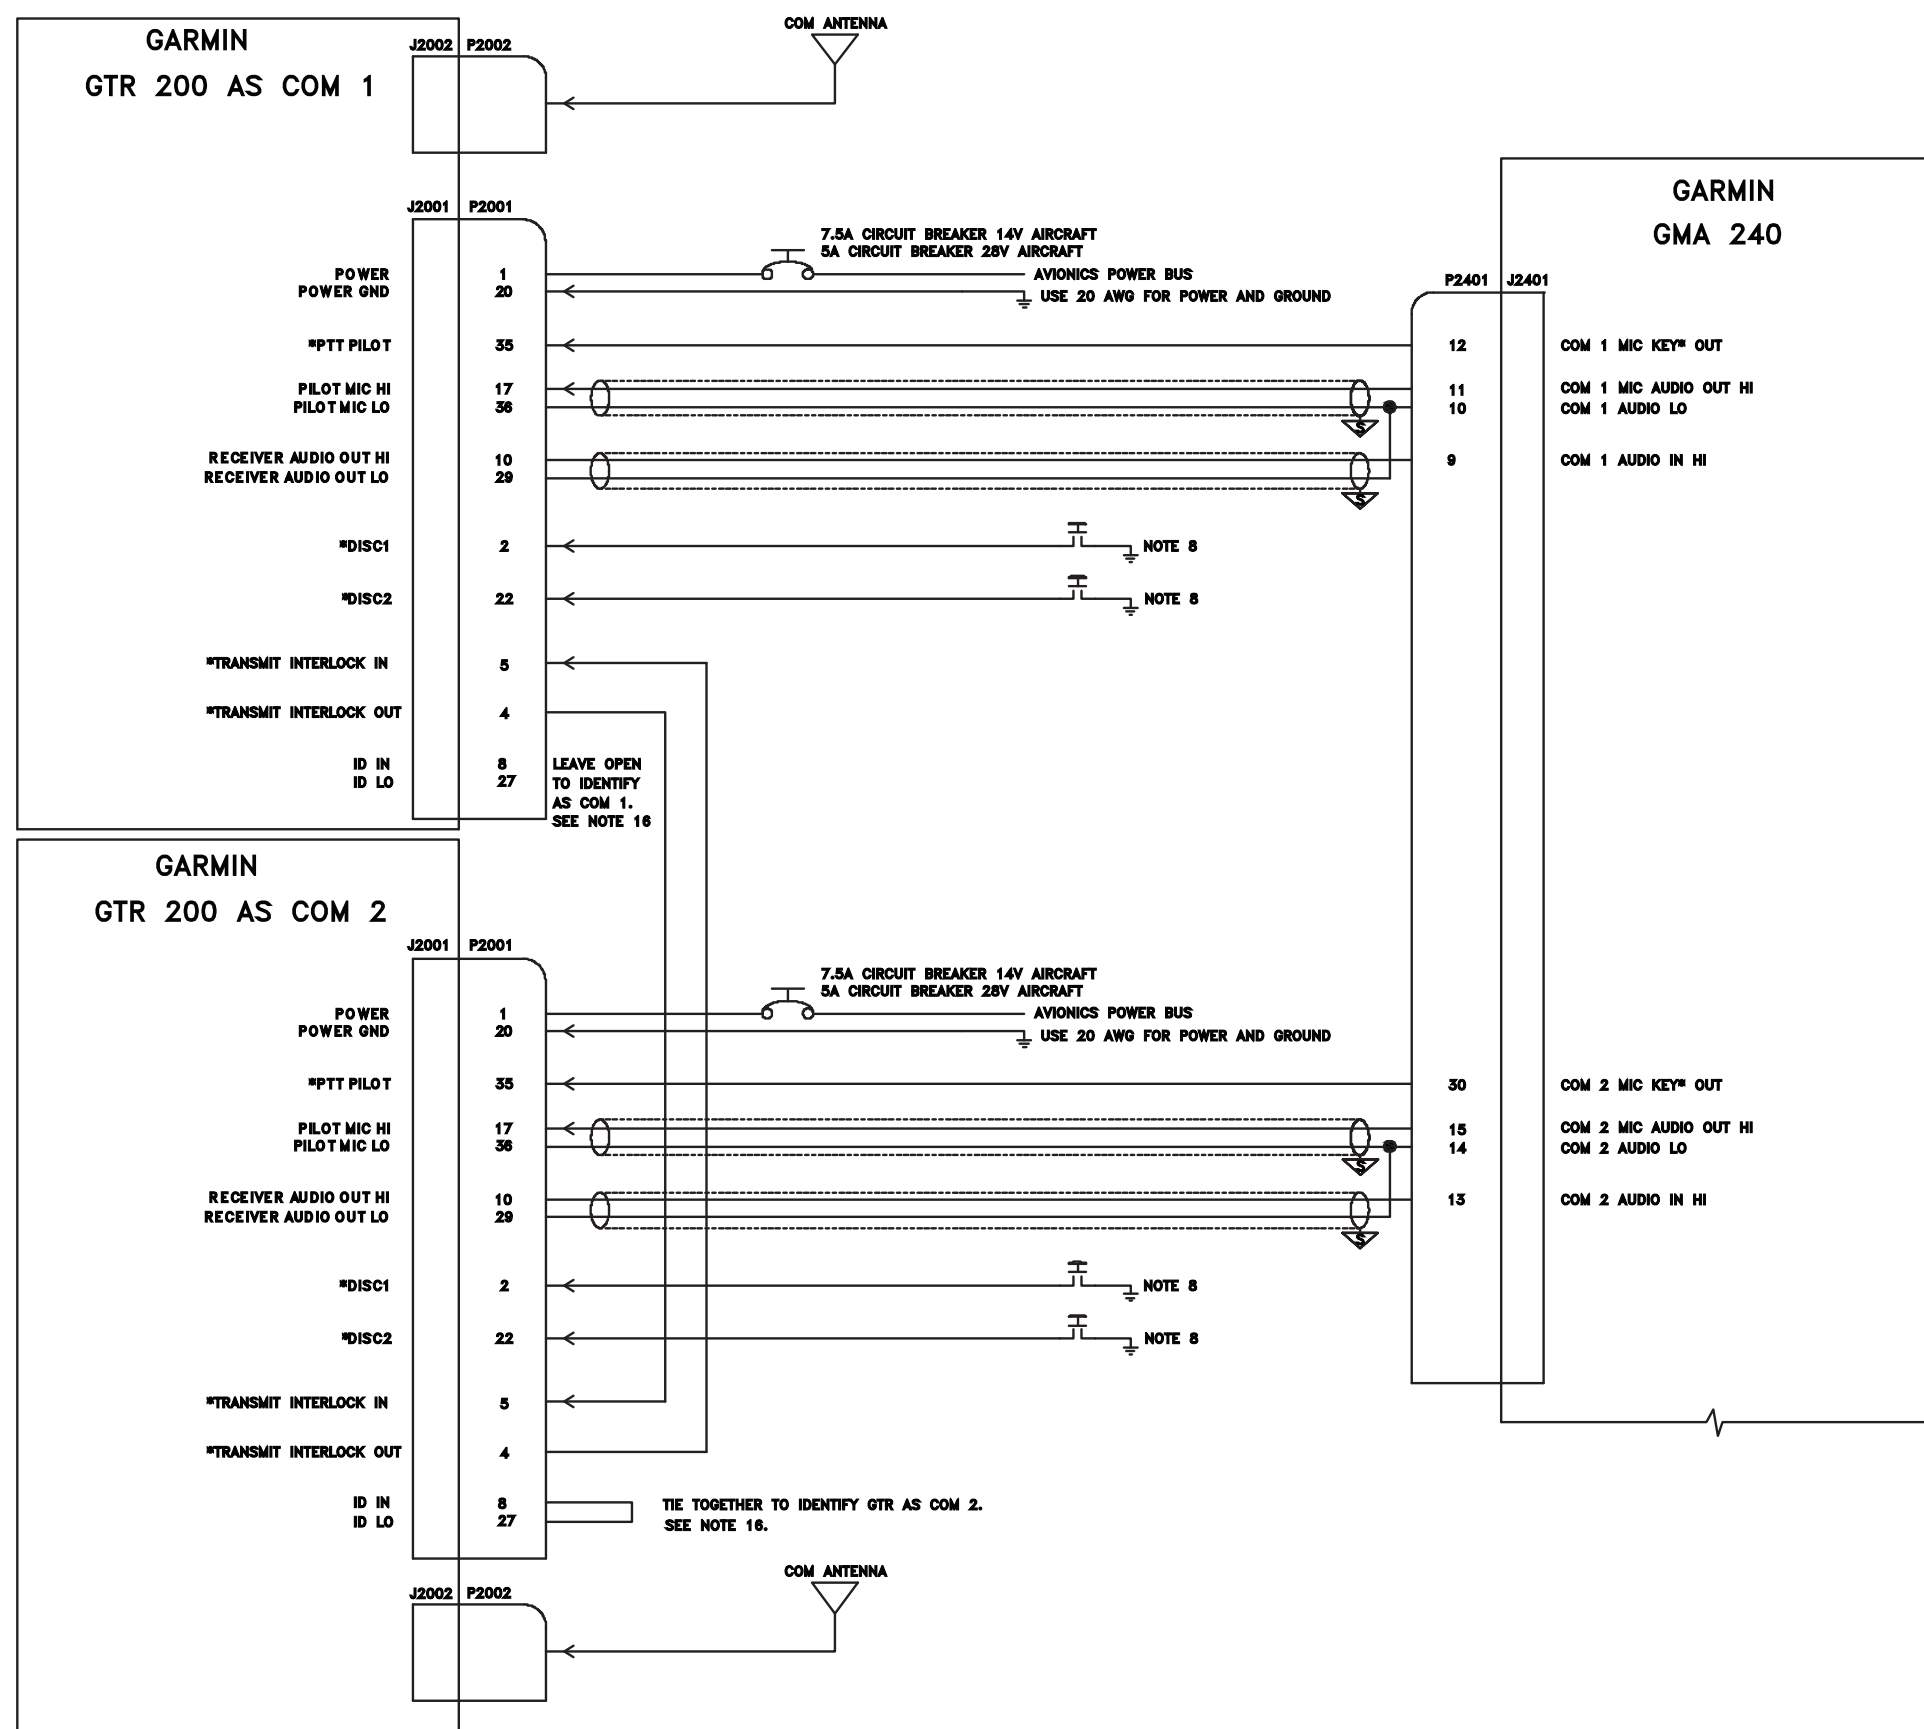 COM ANTENNA
GARMIN
GTR 200 AS COM 1
J2002 P2002
J2001 P2001
7.5A CIRCUIT BREAKER 14V AIRCRAFT
5A CIRCUIT BREAKER 28V AIRCRAFT
POWER 1 AVIONICS POWER BUS
POWER GND 20 USE 20 AWG FOR POWER AND GROUND
GARMIN
GMA 240
P2401 J2401
*PTT PILOT 35 12 COM 1 MIC KEY* OUT
PILOT MIC HI 17 11 COM 1 MIC AUDIO OUT HI
PILOT MIC LO 36 10 COM 1 AUDIO LO
S
RECEIVER AUDIO OUT HI 10 9 COM 1 AUDIO IN HI
RECEIVER AUDIO OUT LO 29
S
*DISC1 2 NOTE 8
*DISC2 22 NOTE 8
*TRANSMIT INTERLOCK IN 5
*TRANSMIT INTERLOCK OUT 4
ID IN 8 LEAVE OPEN
ID LO 27 TO IDENTIFY
AS COM 1.
SEE NOTE 16
GARMIN
GTR 200 AS COM 2
J2001 P2001
7.5A CIRCUIT BREAKER 14V AIRCRAFT
5A CIRCUIT BREAKER 28V AIRCRAFT
POWER 1 AVIONICS POWER BUS
POWER GND 20 USE 20 AWG FOR POWER AND GROUND
*PTT PILOT 35 30 COM 2 MIC KEY* OUT
PILOT MIC HI 17 15 COM 2 MIC AUDIO OUT HI
PILOT MIC LO 36 14 COM 2 AUDIO LO
S
RECEIVER AUDIO OUT HI 10 13 COM 2 AUDIO IN HI
RECEIVER AUDIO OUT LO 29
S
*DISC1 2 NOTE 8
*DISC2 22 NOTE 8
*TRANSMIT INTERLOCK IN 5
*TRANSMIT INTERLOCK OUT 4
ID IN 8 TIE TOGETHER TO IDENTIFY GTR AS COM 2.
ID LO 27 SEE NOTE 16.
COM ANTENNA
J2002 P2002